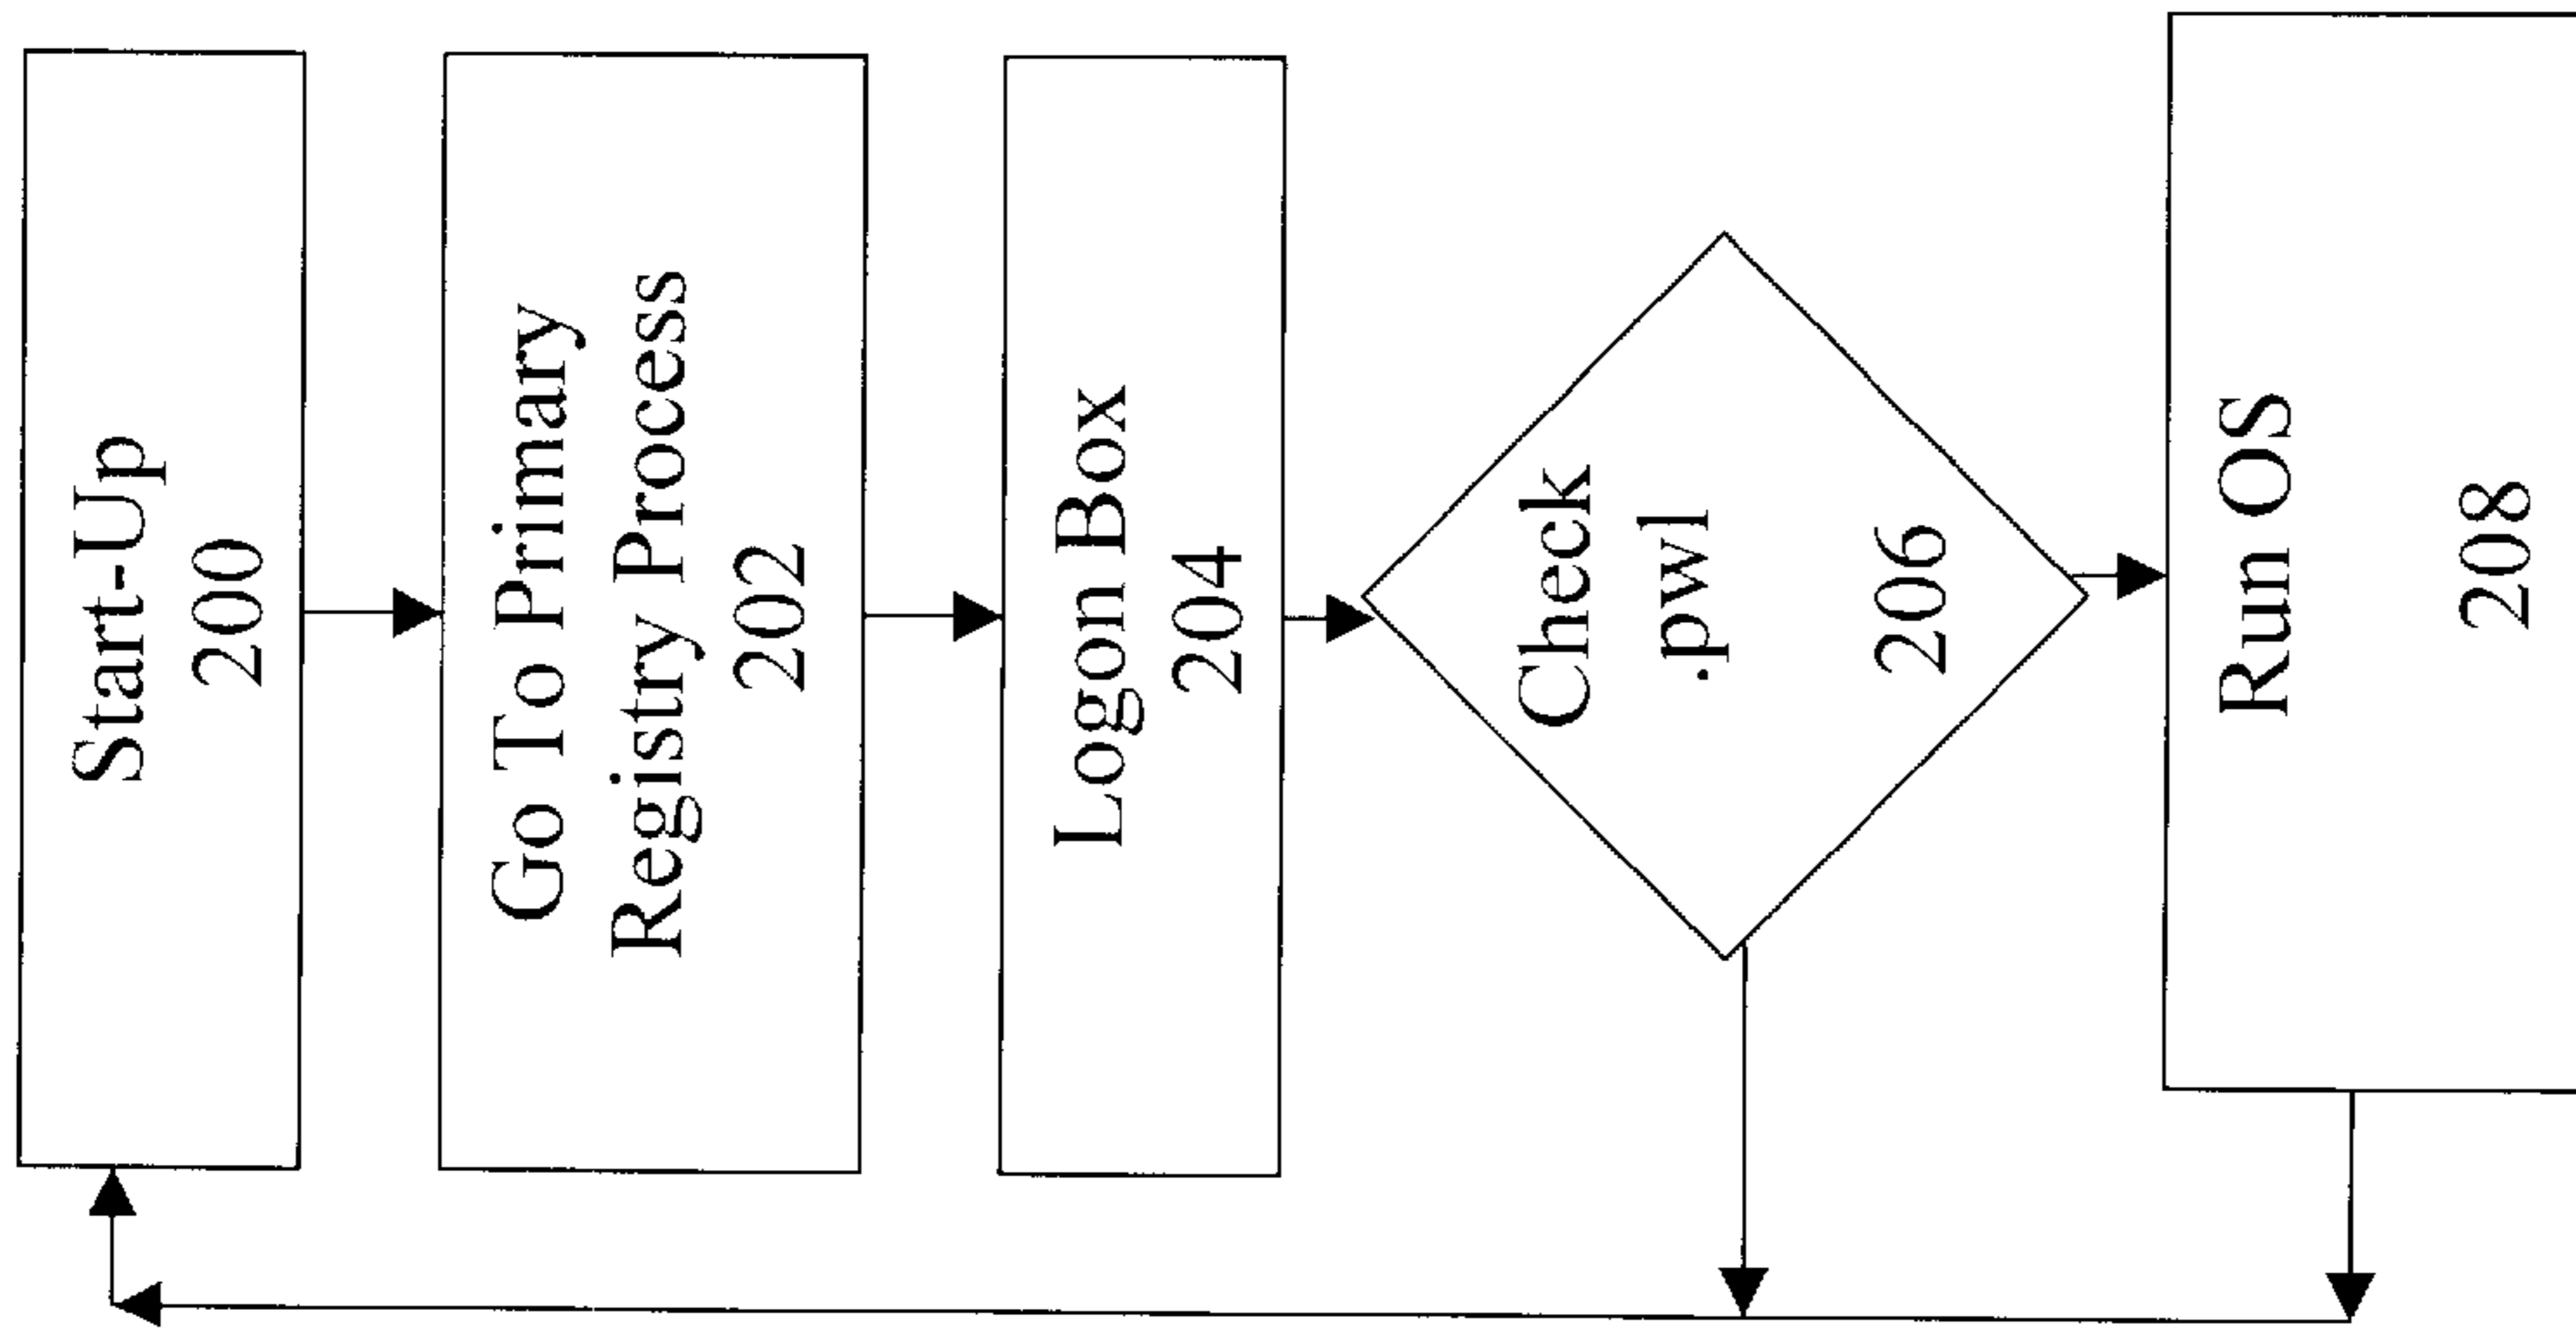 Start-Up
200
Go To Primary
Registry Process
202
Logon Box
204
Check
.pwl
206
Run OS
208